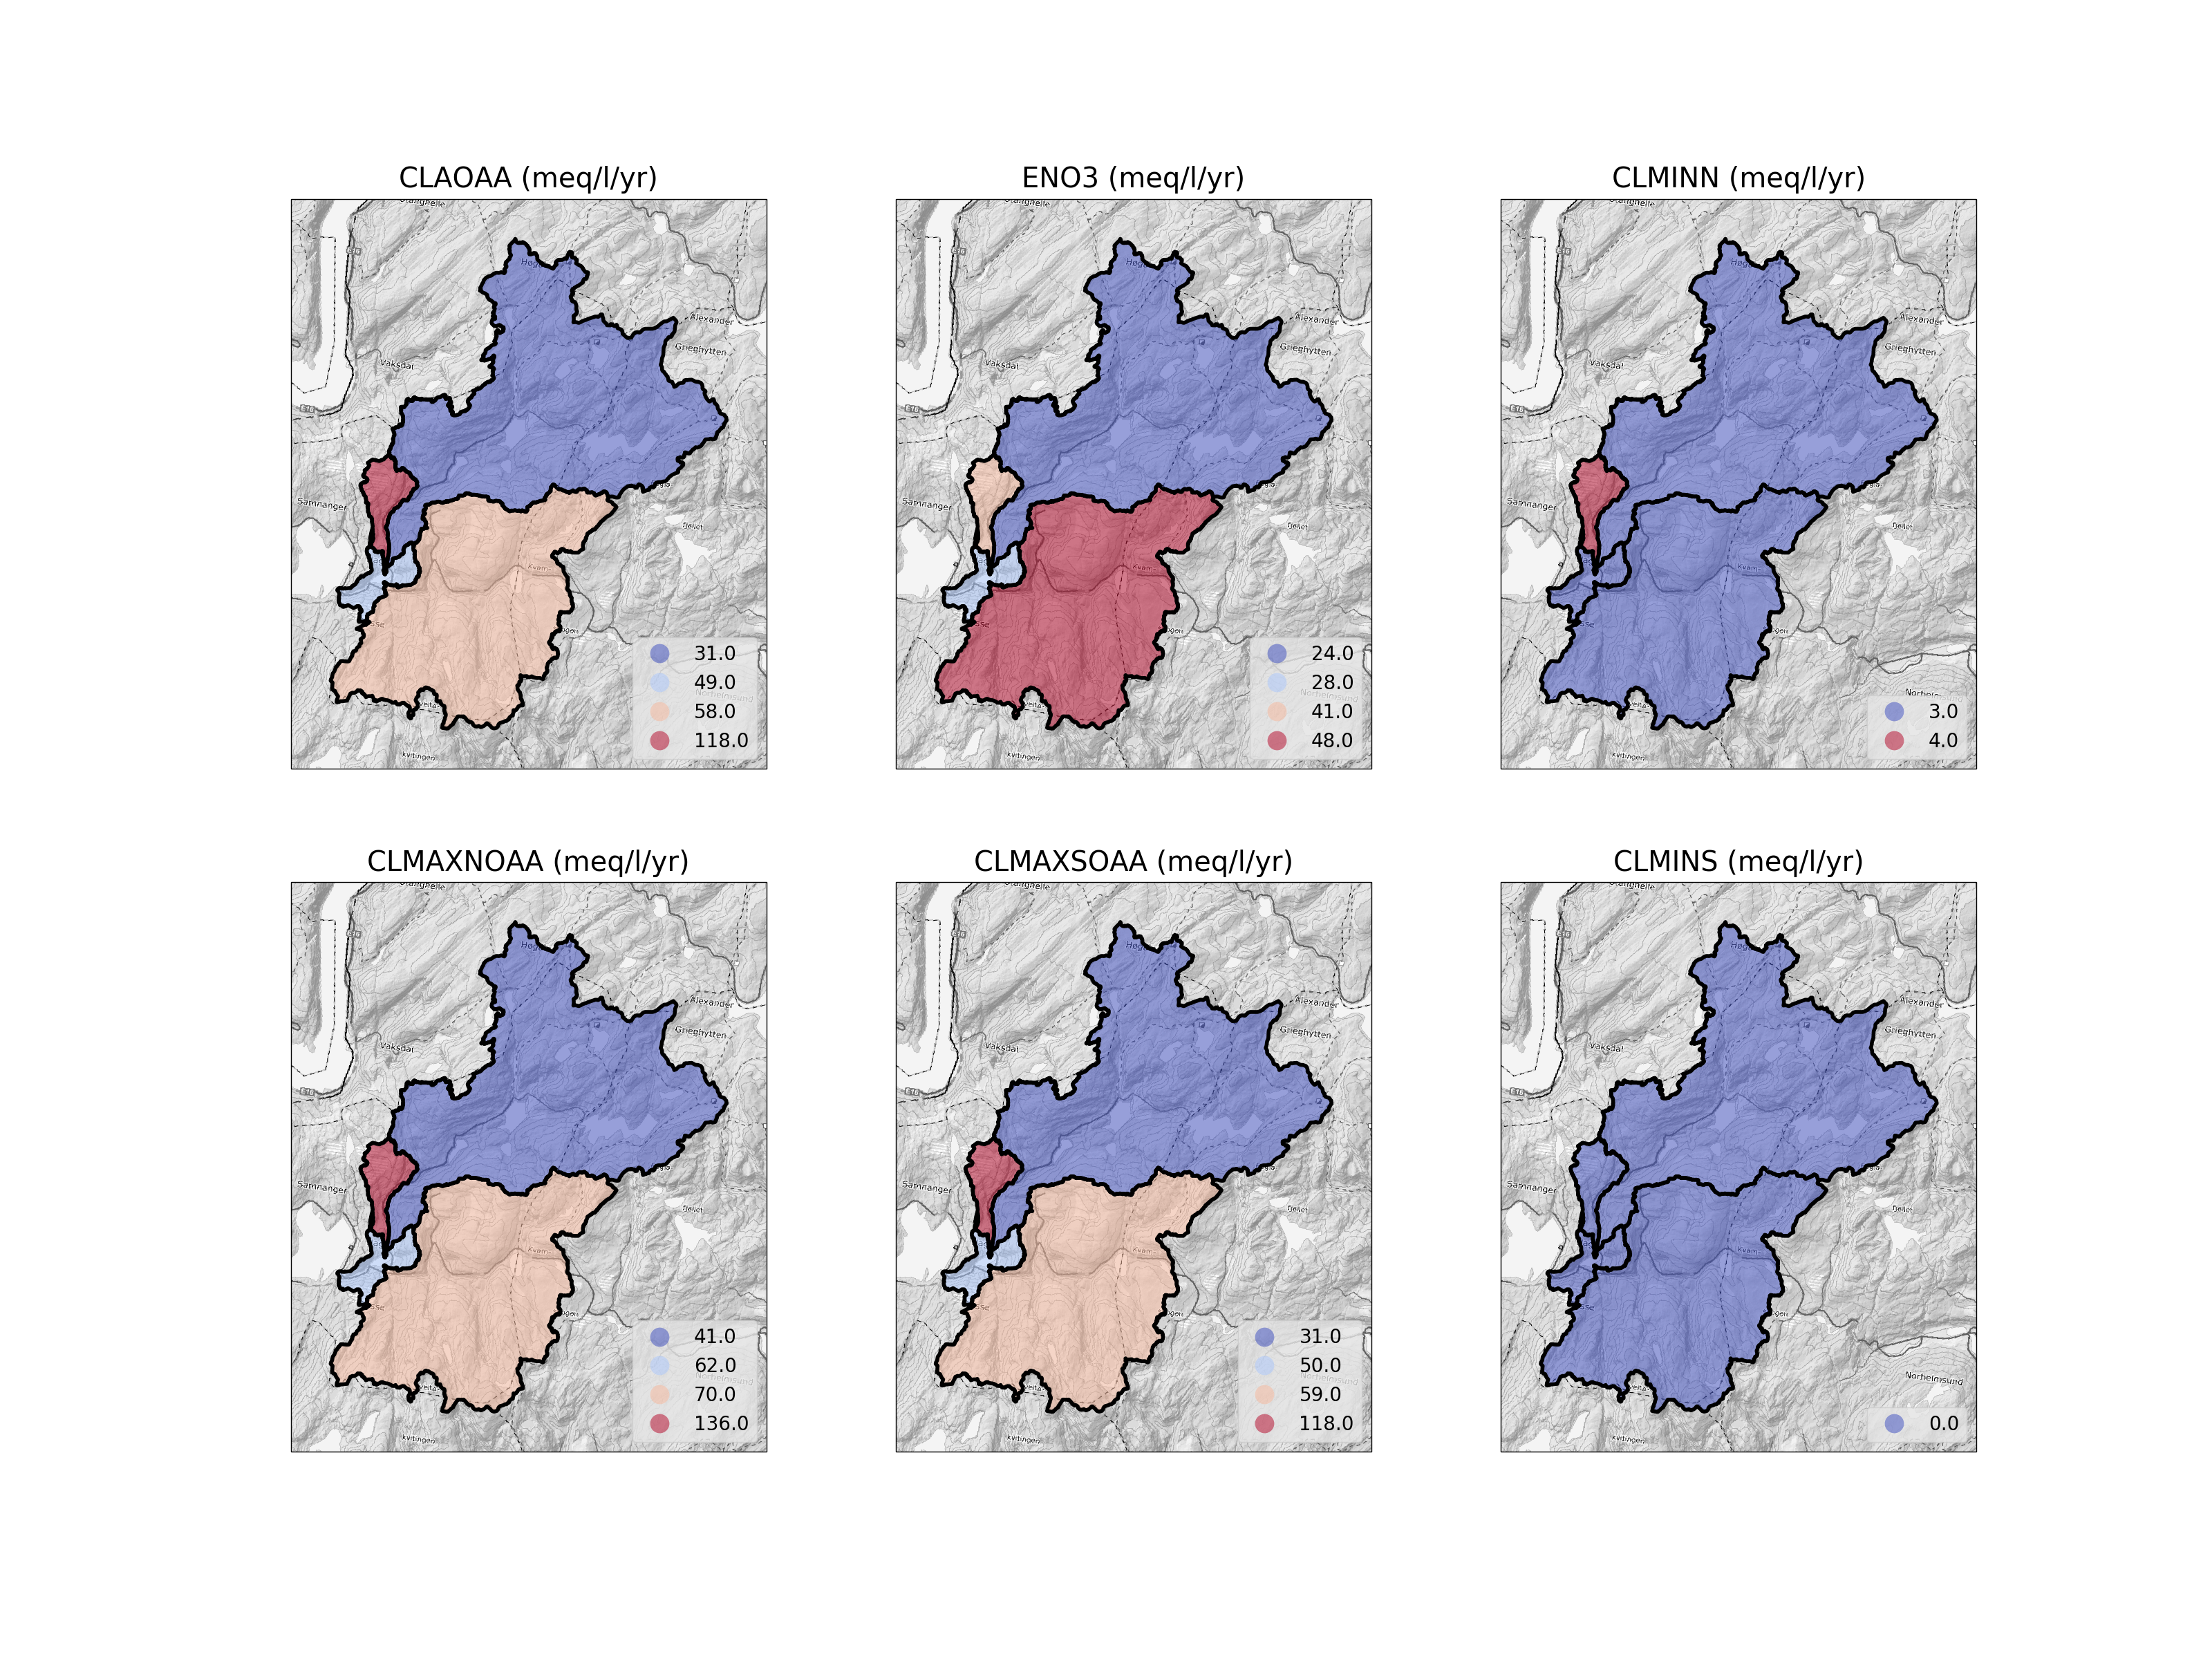 CLAOAA (meq/l/yr)
Stanghelle
E16
Høg
Alexander
Grieghytten
Vaksdal
E16
Samnanger
fjellet
Kvam
31.0
49.0
58.0
118.0
Norheimsund
kvitingen
ENO3 (meq/l/yr)
Stanghelle
E16
Høg
Alexander
Grieghytten
Vaksdal
E16
Samnanger
fjellet
Kvam
24.0
28.0
41.0
48.0
Norheimsund
kvitingen
CLMINN (meq/l/yr)
Stanghelle
E16
Høg
Alexander
Grieghytten
Vaksdal
E16
Samnanger
fjellet
Kvam
3.0
4.0
kvitingen
CLMAXNOAA (meq/l/yr)
Stanghelle
E16
Høg
Alexander
Grieghytten
Vaksdal
E16
Samnanger
fjellet
Kvam
41.0
62.0
70.0
136.0
Norheimsund
kvitingen
CLMAXSOAA (meq/l/yr)
Stanghelle
E16
Høg
Alexander
Grieghytten
Vaksdal
E16
Samnanger
fjellet
Kvam
31.0
50.0
59.0
118.0
Norheimsund
kvitingen
CLMINS (meq/l/yr)
Stanghelle
E16
Høg
Alexander
Grieghytten
Vaksdal
E16
Samnanger
fjellet
Kvam
Norheimsund
0.0
kvitingen